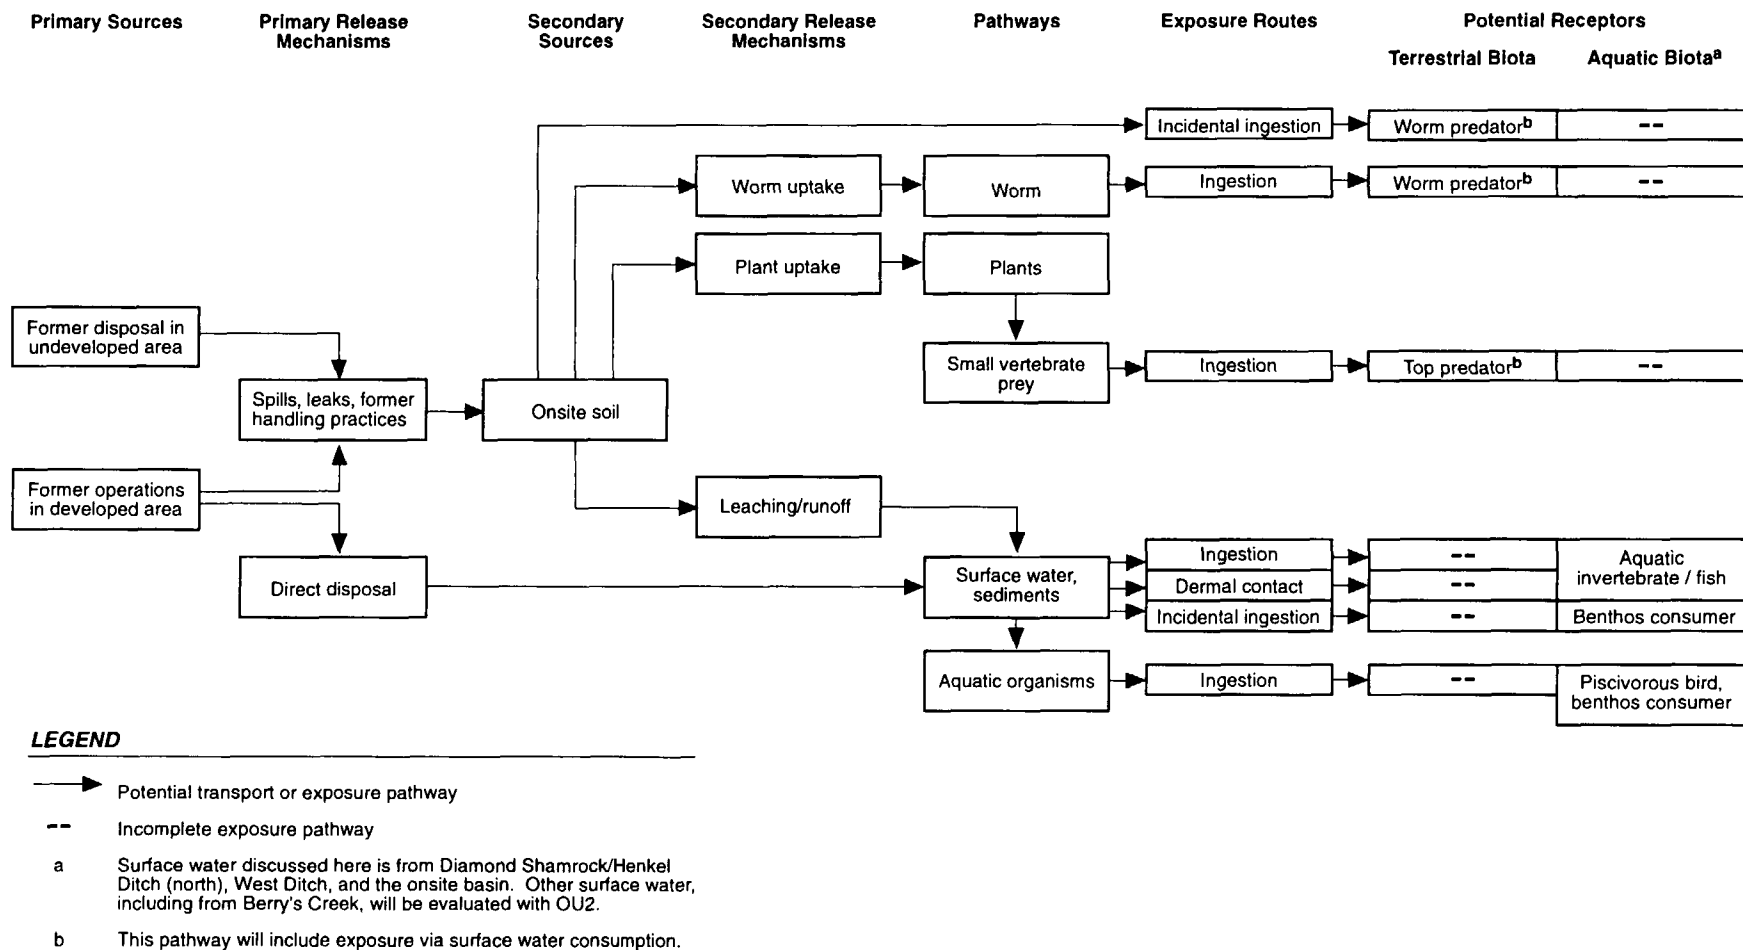 Primary Sources
Primary Release
Mechanisms
Secondary
Sources
Secondary Release
Mechanisms
Pathways
Exposure Routes
Potential Receptors
Terrestrial Biota
Aquatic Biotaª
Incidental ingestion
Worm predatorᵇ
--
Worm uptake
Worm
Ingestion
Worm predatorᵇ
--
Plant uptake
Plants
Former disposal in
undeveloped area
Small vertebrate
prey
Ingestion
Top predatorᵇ
--
Spills, leaks, former
handling practices
Onsite soil
Former operations
in developed area
Leaching/runoff
Direct disposal
Surface water,
sediments
Ingestion
--
Aquatic
invertebrate / fish
Dermal contact
--
Incidental ingestion
--
Benthos consumer
Aquatic organisms
Ingestion
--
Piscivorous bird,
benthos consumer
LEGEND
Potential transport or exposure pathway
-- Incomplete exposure pathway
a Surface water discussed here is from Diamond Shamrock/Henkel
Ditch (north), West Ditch, and the onsite basin. Other surface water,
including from Berry's Creek, will be evaluated with OU2.
b This pathway will include exposure via surface water consumption.